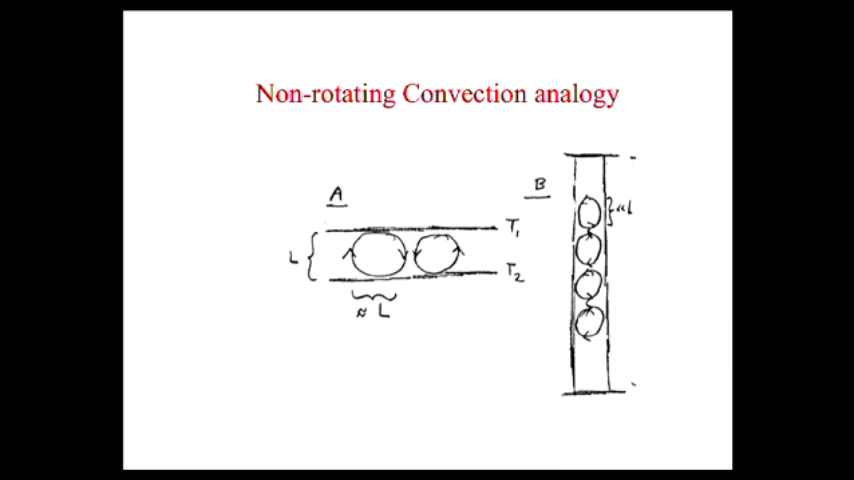 Non-rotating Convection analogy
A
B
T₁
L
T₂
≈ L